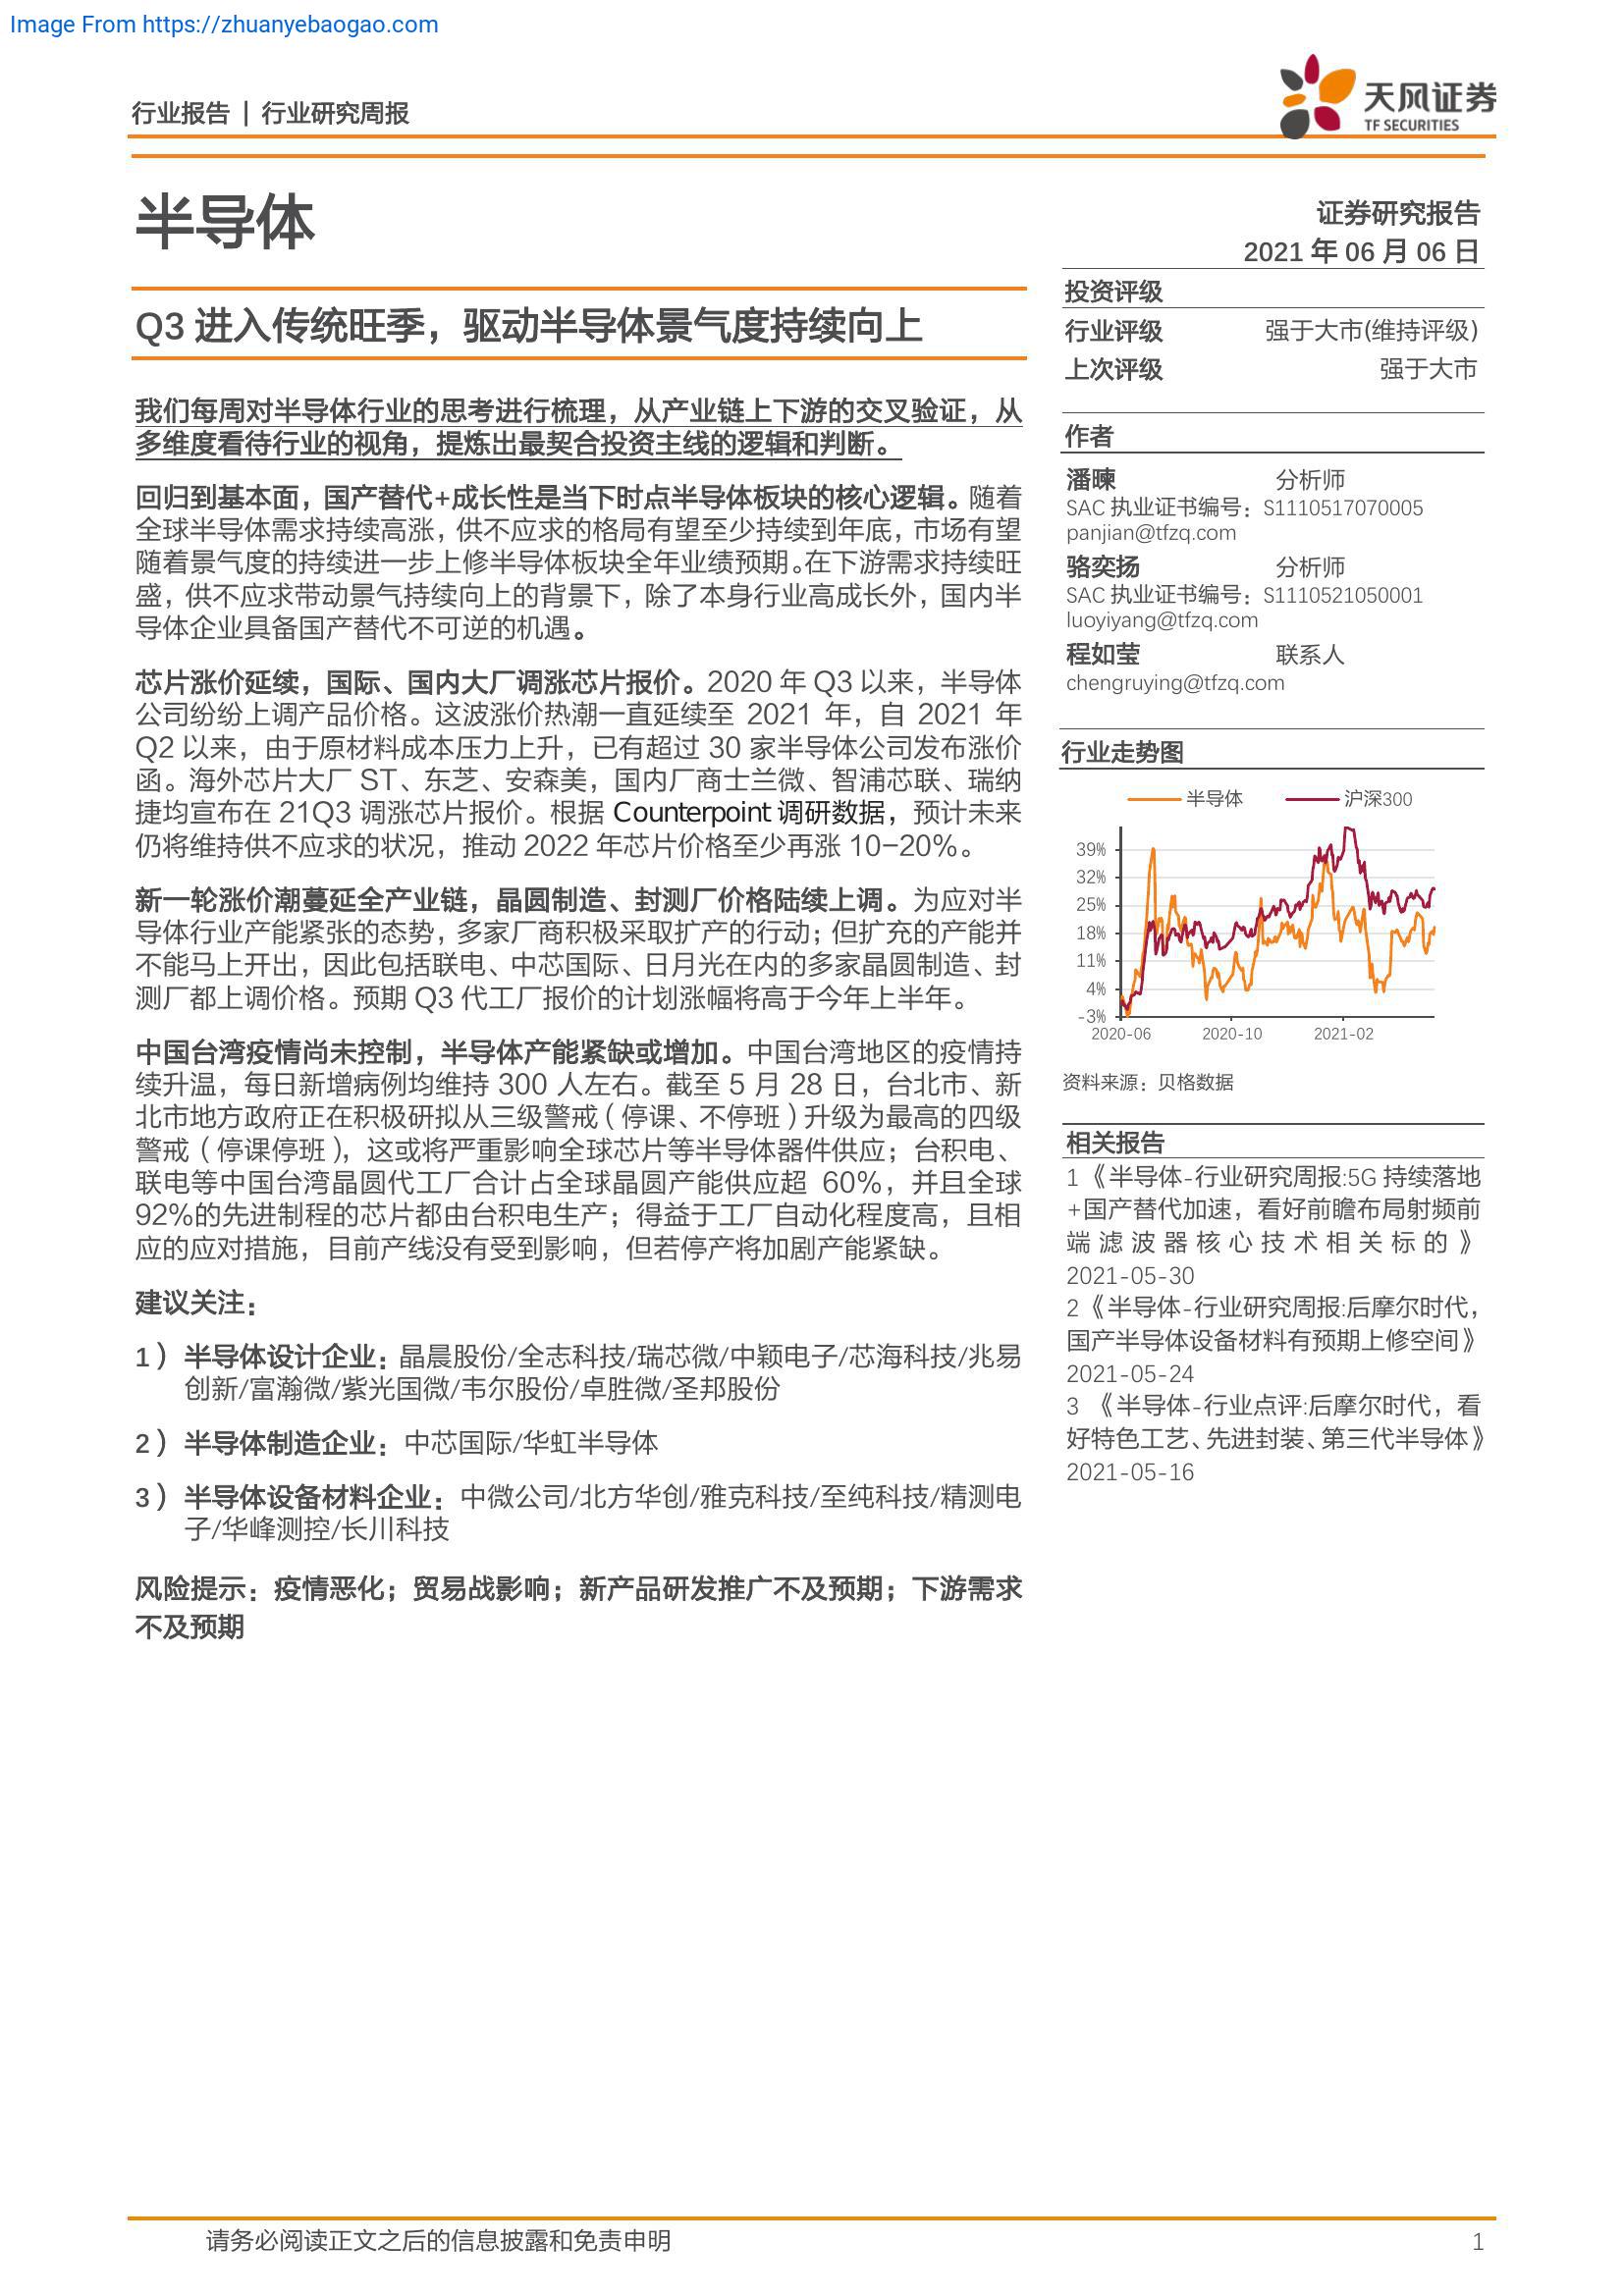 Image From https://zhuanyebaogao.com
行业报告 | 行业研究周报
天风证券
TF SECURITIES
半导体
证券研究报告
2021 年 06 月 06 日
Q3 进入传统旺季，驱动半导体景气度持续向上
我们每周对半导体行业的思考进行梳理，从产业链上下游的交叉验证，从
多维度看待行业的视角，提炼出最契合投资主线的逻辑和判断。
回归到基本面，国产替代+成长性是当下时点半导体板块的核心逻辑。随着
全球半导体需求持续高涨，供不应求的格局有望至少持续到年底，市场有望
随着景气度的持续进一步上修半导体板块全年业绩预期。在下游需求持续旺
盛，供不应求带动景气持续向上的背景下，除了本身行业高成长外，国内半
导体企业具备国产替代不可逆的机遇。
芯片涨价延续，国际、国内大厂调涨芯片报价。2020 年 Q3 以来，半导体
公司纷纷上调产品价格。这波涨价热潮一直延续至 2021 年，自 2021 年
Q2 以来，由于原材料成本压力上升，已有超过 30 家半导体公司发布涨价
函。海外芯片大厂 ST、东芝、安森美，国内厂商士兰微、智浦芯联、瑞纳
捷均宣布在 21Q3 调涨芯片报价。根据 Counterpoint 调研数据，预计未来
仍将维持供不应求的状况，推动 2022 年芯片价格至少再涨 10-20%。
新一轮涨价潮蔓延全产业链，晶圆制造、封测厂价格陆续上调。为应对半
导体行业产能紧张的态势，多家厂商积极采取扩产的行动；但扩充的产能并
不能马上开出，因此包括联电、中芯国际、日月光在内的多家晶圆制造、封
测厂都上调价格。预期 Q3 代工厂报价的计划涨幅将高于今年上半年。
中国台湾疫情尚未控制，半导体产能紧缺或增加。中国台湾地区的疫情持
续升温，每日新增病例均维持 300 人左右。截至 5 月 28 日，台北市、新
北市地方政府正在积极研拟从三级警戒（停课、不停班）升级为最高的四级
警戒（停课停班），这或将严重影响全球芯片等半导体器件供应；台积电、
联电等中国台湾晶圆代工厂合计占全球晶圆产能供应超 60%，并且全球
92%的先进制程的芯片都由台积电生产；得益于工厂自动化程度高，且相
应的应对措施，目前产线没有受到影响，但若停产将加剧产能紧缺。
建议关注：
1） 半导体设计企业：晶晨股份/全志科技/瑞芯微/中颖电子/芯海科技/兆易
创新/富瀚微/紫光国微/韦尔股份/卓胜微/圣邦股份
2） 半导体制造企业：中芯国际/华虹半导体
3） 半导体设备材料企业：中微公司/北方华创/雅克科技/至纯科技/精测电
子/华峰测控/长川科技
风险提示：疫情恶化；贸易战影响；新产品研发推广不及预期；下游需求
不及预期
投资评级
行业评级 强于大市(维持评级)
上次评级 强于大市
作者
潘暕 分析师
SAC 执业证书编号：S1110517070005
panjian@tfzq.com
骆奕扬 分析师
SAC 执业证书编号：S1110521050001
luoyiyang@tfzq.com
程如莹 联系人
chengruying@tfzq.com
行业走势图
半导体 沪深300
39%
32%
25%
18%
11%
4%
-3%
2020-06 2020-10 2021-02
资料来源：贝格数据
相关报告
1 《半导体-行业研究周报:5G 持续落地
+国产替代加速，看好前瞻布局射频前
端滤波器核心技术相关标的》
2021-05-30
2 《半导体-行业研究周报:后摩尔时代，
国产半导体设备材料有预期上修空间》
2021-05-24
3 《半导体-行业点评:后摩尔时代，看
好特色工艺、先进封装、第三代半导体》
2021-05-16
请务必阅读正文之后的信息披露和免责申明 1